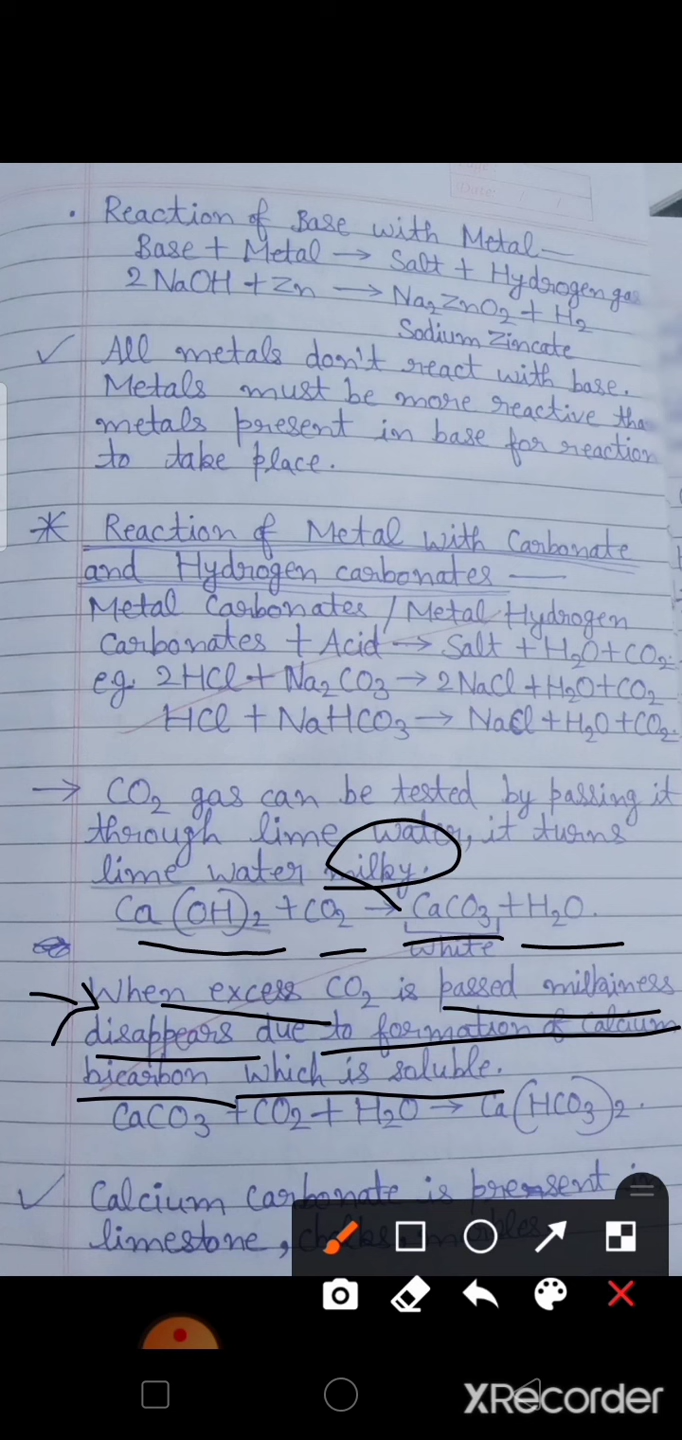 Date:
• Reaction of Base with Metal—
Base + Metal → Salt + Hydrogen gas
2 NaOH + Zn → Na2ZnO2 + H2
Sodium Zincate
✓ All metals don't react with base.
Metals must be more reactive tha
metals present in base for reaction
to take place.
* Reaction of Metal with Carbonate
and Hydrogen carbonates —
Metal Carbonates / Metal Hydrogen
Carbonates + Acid → Salt + H2O + CO2.
eg. 2HCl + Na2CO3 → 2NaCl + H2O + CO2
HCl + NaHCO3 → NaCl + H2O + CO2.
→ CO2 gas can be tested by passing it
through lime water, it turns
lime water milky.
Ca(OH)2 + CO2 → CaCO3 + H2O.
White
When excess CO2 is passed milkiness
disappears due to formation of Calcium
bicarbon which is soluble.
CaCO3 + CO2 + H2O → Ca(HCO3)2.
✓ Calcium Carbonate is present
limestone,
XRecorder